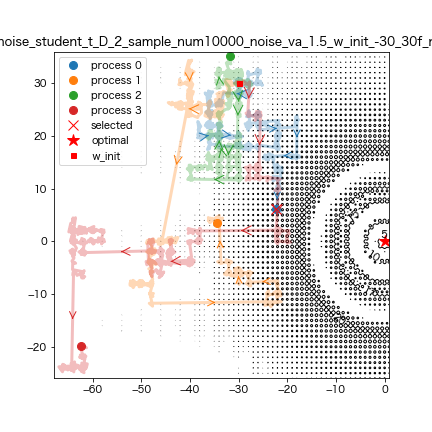 noise_student_t_D_2_sample_num10000_noise_va_1.5_w_init_-30_30f_r
process 0
process 1
process 2
process 3
selected
optimal
w_init
30
20
10
0
−10
−20
−60
−50
−40
−30
−20
−10
0